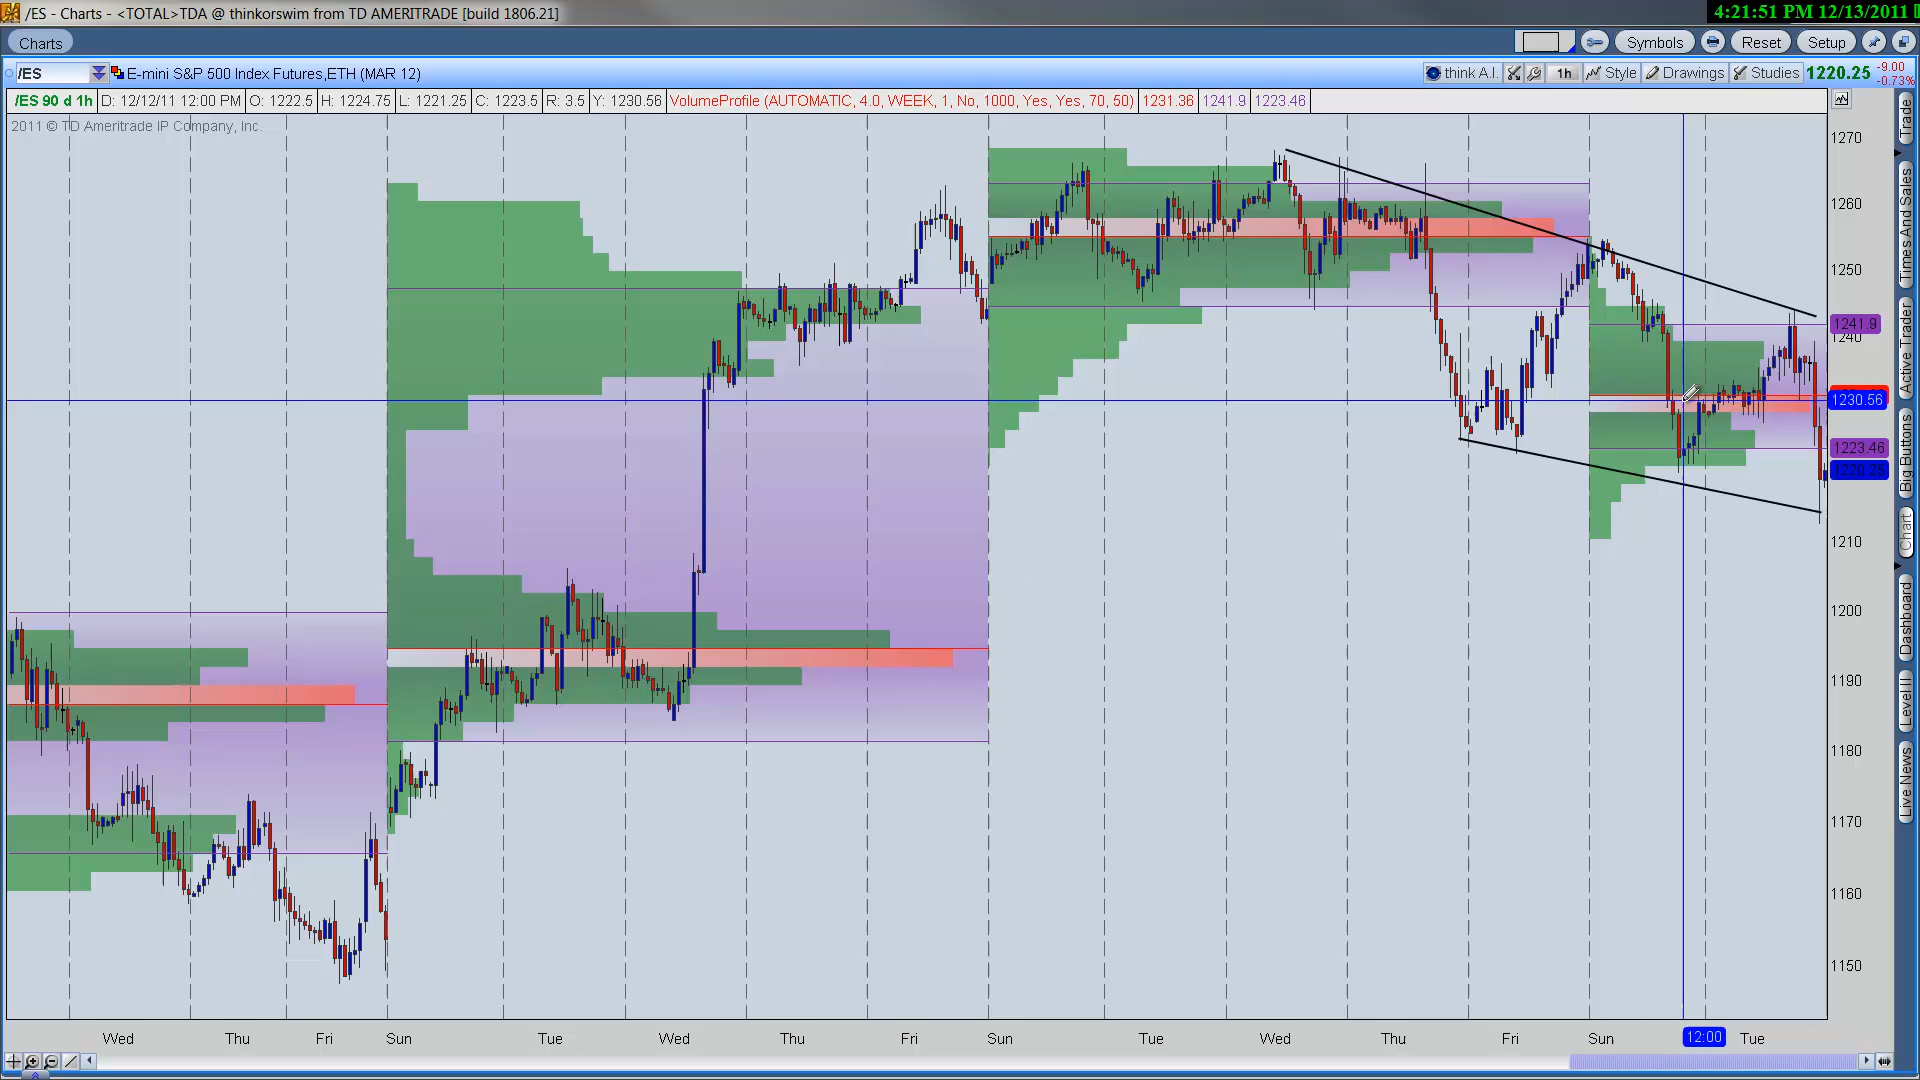 /ES - Charts - <TOTAL>TDA @ thinkorswim from TD AMERITRADE [build 1806.21]
4:21:51 PM 12/13/2011
Charts
Symbols
Reset
Setup
/ES
E-mini S&P 500 Index Futures,ETH (MAR 12)
think A.I.
1h
Style
Drawings
Studies
1220.25
-9.00
-0.73%
/ES 90 d 1h
D: 12/12/11 12:00 PM
O: 1222.5
H: 1224.75
L: 1221.25
C: 1223.5
R: 3.5
Y: 1230.56
VolumeProfile (AUTOMATIC, 4.0, WEEK, 1, No, 1000, Yes, Yes, 70, 50)
1231.36
1241.9
1223.46
2011 © TD Ameritrade IP Company, Inc.
1270
1260
1250
1241.9
1240
1230.56
1223.46
1220.25
1210
1200
1190
1180
1170
1160
1150
Trade
Times And Sales
Active Trader
Big Buttons
Chart
Dashboard
Level II
Live News
Wed
Thu
Fri
Sun
Tue
Wed
Thu
Fri
Sun
Tue
Wed
Thu
Fri
Sun
12:00
Tue